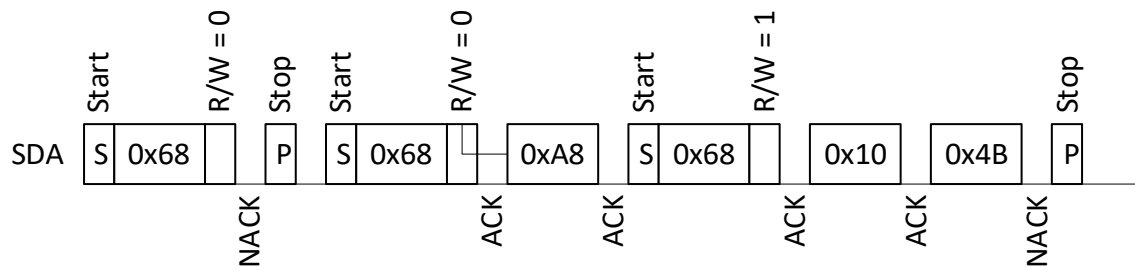 Start R/W = 0 Stop Start R/W = 0 Start R/W = 1 Stop
SDA S 0x68 P S 0x68 0xA8 S 0x68 0x10 0x4B P
NACK ACK ACK ACK ACK NACK